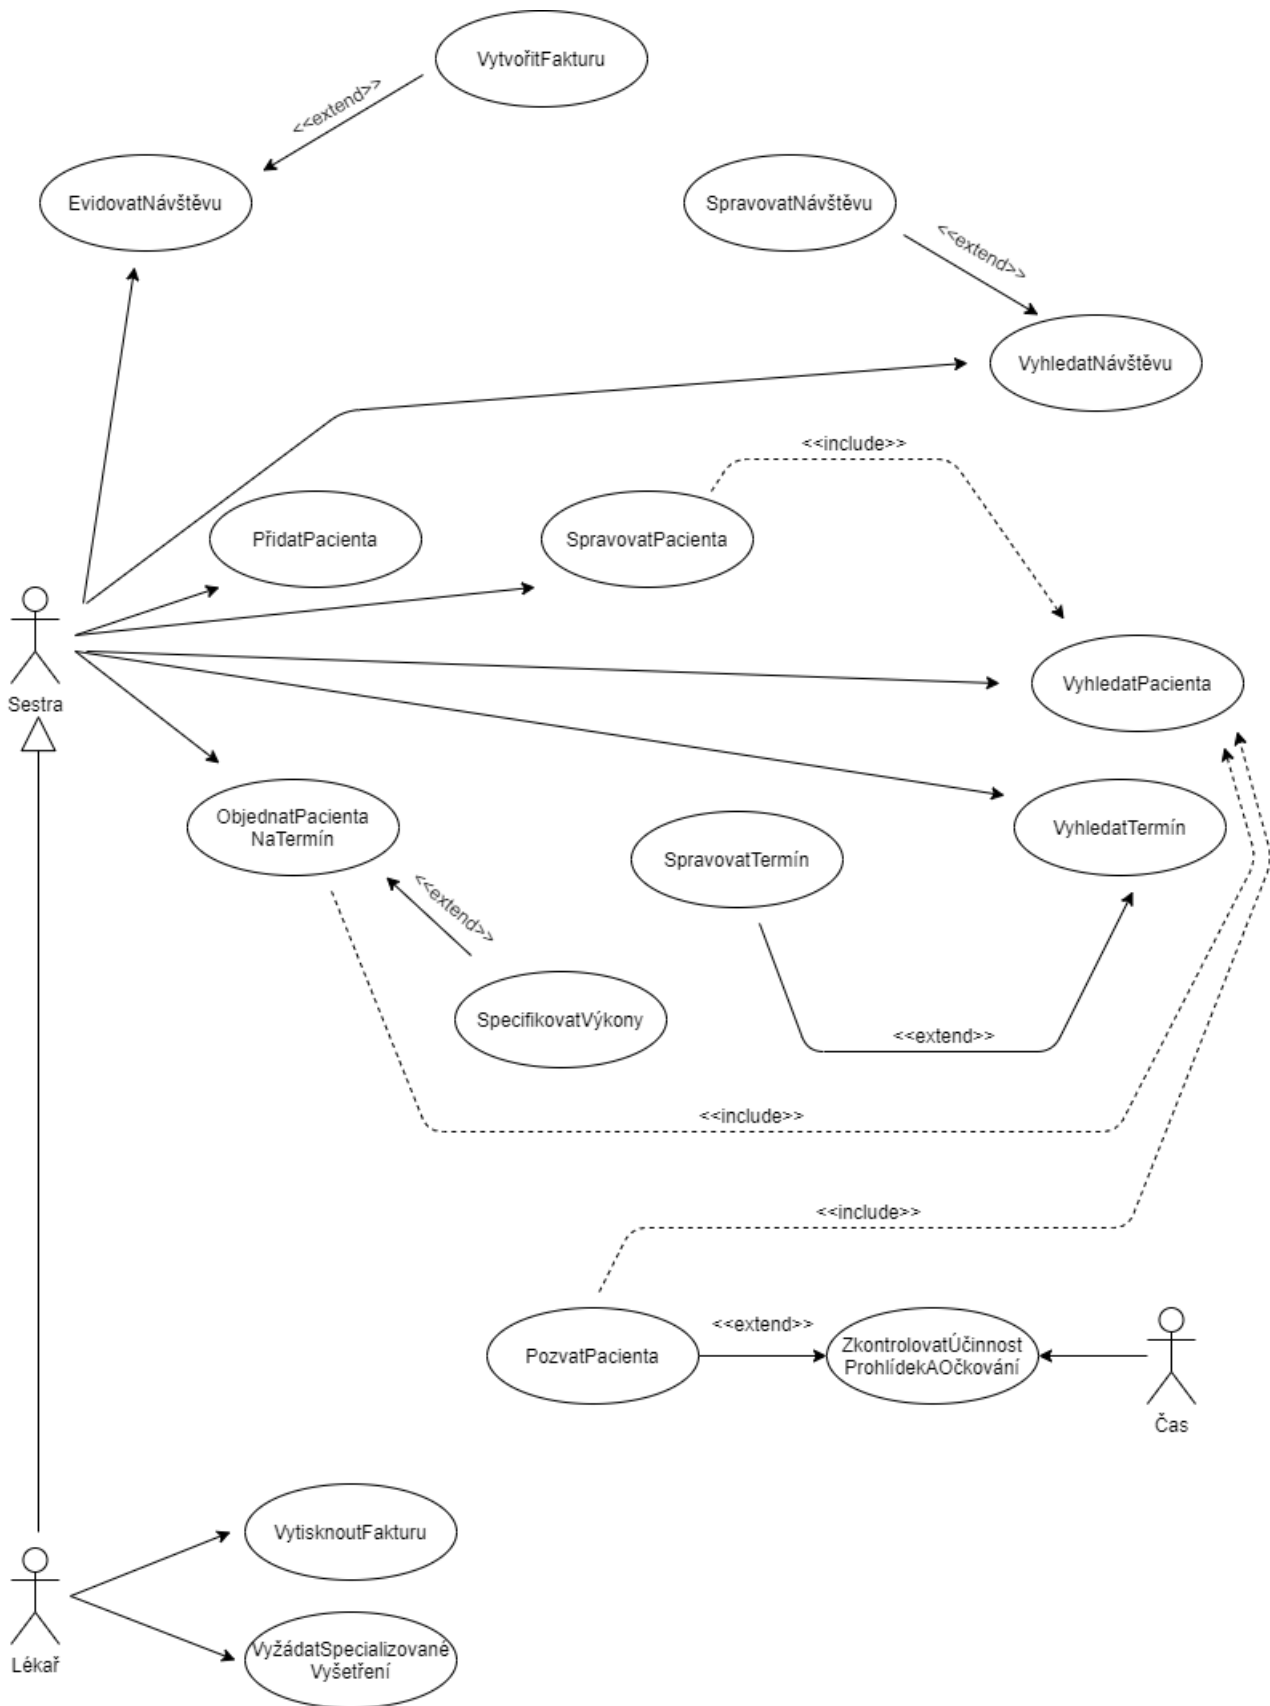 VytvořitFakturu
<<extend>>
EvidovatNávštěvu
SpravovatNávštěvu
<<extend>>
VyhledatNávštěvu
<<include>>
PřidatPacienta
SpravovatPacienta
Sestra
VyhledatPacienta
ObjednatPacienta
NaTermín
VyhledatTermín
SpravovatTermín
<<extend>>
SpecifikovatVýkony
<<extend>>
<<include>>
<<include>>
<<extend>>
PozvatPacienta
ZkontrolovatÚčinnost
ProhlídekAOčkování
Čas
VytisknoutFakturu
Lékař
VyžádatSpecializované
Vyšetření